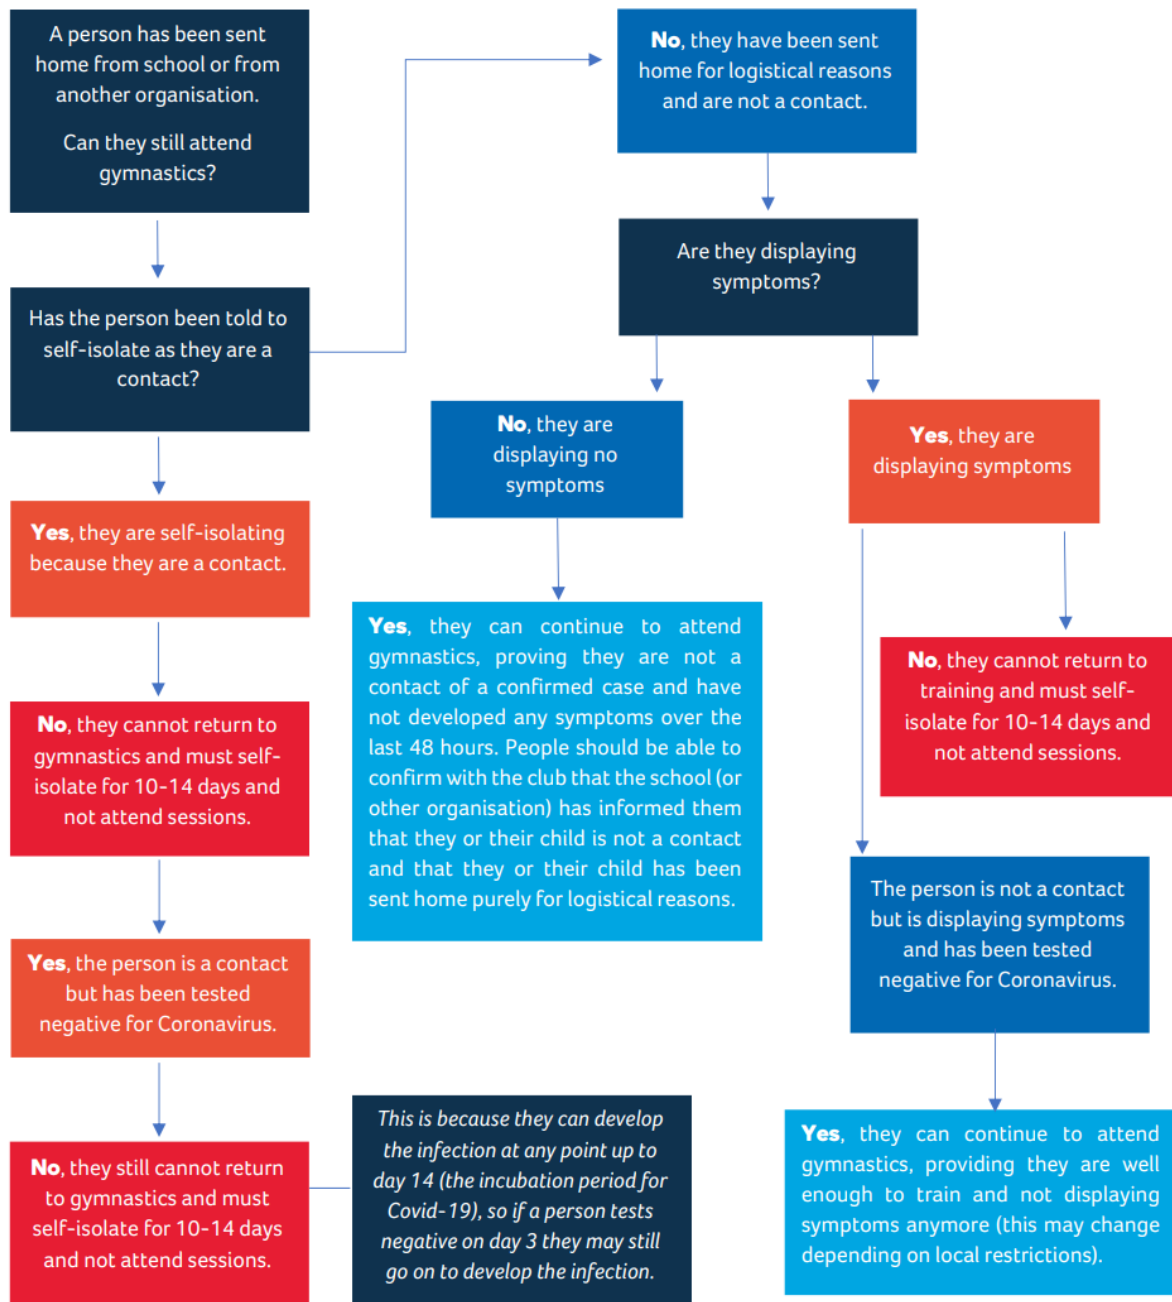 A person has been sent
home from school or from
another organisation.
Can they still attend
gymnastics?
Has the person been told to
self-isolate as they are a
contact?
Yes, they are self-isolating
because they are a contact.
No, they cannot return to
gymnastics and must self-
isolate for 10-14 days and
not attend sessions.
Yes, the person is a contact
but has been tested
negative for Coronavirus.
No, they still cannot return
to gymnastics and must
self-isolate for 10-14 days
and not attend sessions.
This is because they can develop
the infection at any point up to
day 14 (the incubation period for
Covid-19), so if a person tests
negative on day 3 they may still
go on to develop the infection.
No, they have been sent
home for logistical reasons
and are not a contact.
Are they displaying
symptoms?
No, they are
displaying no
symptoms
Yes, they can continue to attend
gymnastics, proving they are not a
contact of a confirmed case and have
not developed any symptoms over the
last 48 hours. People should be able to
confirm with the club that the school (or
other organisation) has informed them
that they or their child is not a contact
and that they or their child has been
sent home purely for logistical reasons.
Yes, they are
displaying symptoms
No, they cannot return to
training and must self-
isolate for 10-14 days and
not attend sessions.
The person is not a contact
but is displaying symptoms
and has been tested
negative for Coronavirus.
Yes, they can continue to attend
gymnastics, providing they are well
enough to train and not displaying
symptoms anymore (this may change
depending on local restrictions).